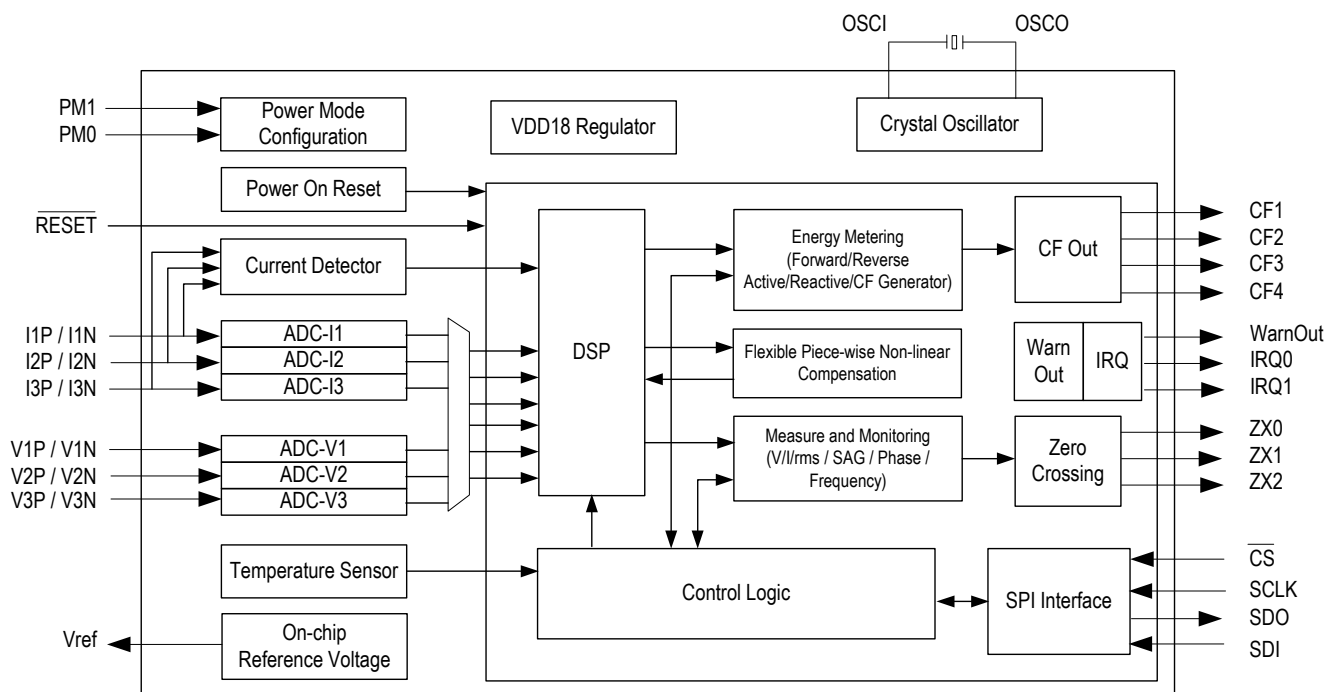 OSCI
OSCO
PM1
PM0
Power Mode
Configuration
VDD18 Regulator
Crystal Oscillator
Power On Reset
RESET
Current Detector
I1P / I1N
I2P / I2N
I3P / I3N
ADC-I1
ADC-I2
ADC-I3
V1P / V1N
V2P / V2N
V3P / V3N
ADC-V1
ADC-V2
ADC-V3
Temperature Sensor
Vref
On-chip
Reference Voltage
DSP
Energy Metering
(Forward/Reverse
Active/Reactive/CF Generator)
Flexible Piece-wise Non-linear
Compensation
Measure and Monitoring
(V/I/rms / SAG / Phase /
Frequency)
Control Logic
CF Out
CF1
CF2
CF3
CF4
Warn
Out
IRQ
WarnOut
IRQ0
IRQ1
Zero
Crossing
ZX0
ZX1
ZX2
SPI Interface
CS
SCLK
SDO
SDI